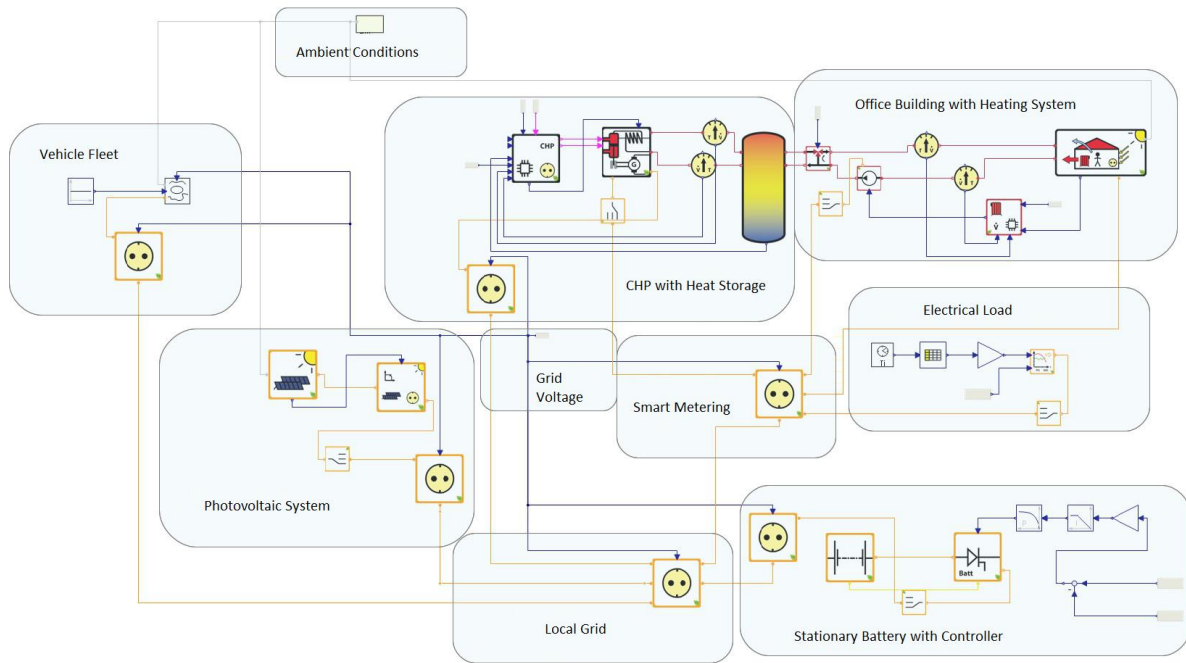 Ambient Conditions
Office Building with Heating System
Vehicle Fleet
CHP
G
T
V
V
T
C
T
V
V
T
V
CHP with Heat Storage
Electrical Load
Ti
Grid
Voltage
Smart Metering
P
Photovoltaic System
Batt
I
Local Grid
Stationary Battery with Controller